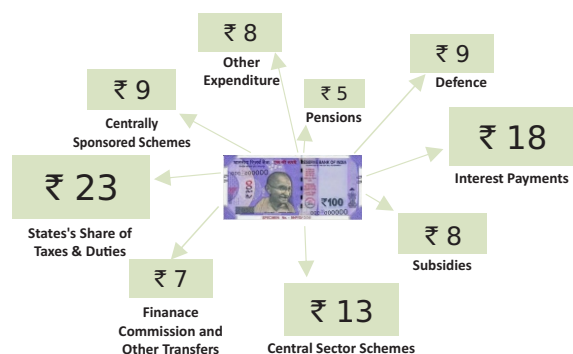 ₹ 8
Other
Expenditure
₹ 9
Defence
₹ 5
Pensions
₹ 9
Centrally
Sponsored Schemes
₹ 18
Interest Payments
₹ 23
States's Share of
Taxes & Duties
₹100
₹ 8
Subsidies
₹ 7
Finanace
Commission and
Other Transfers
₹ 13
Central Sector Schemes